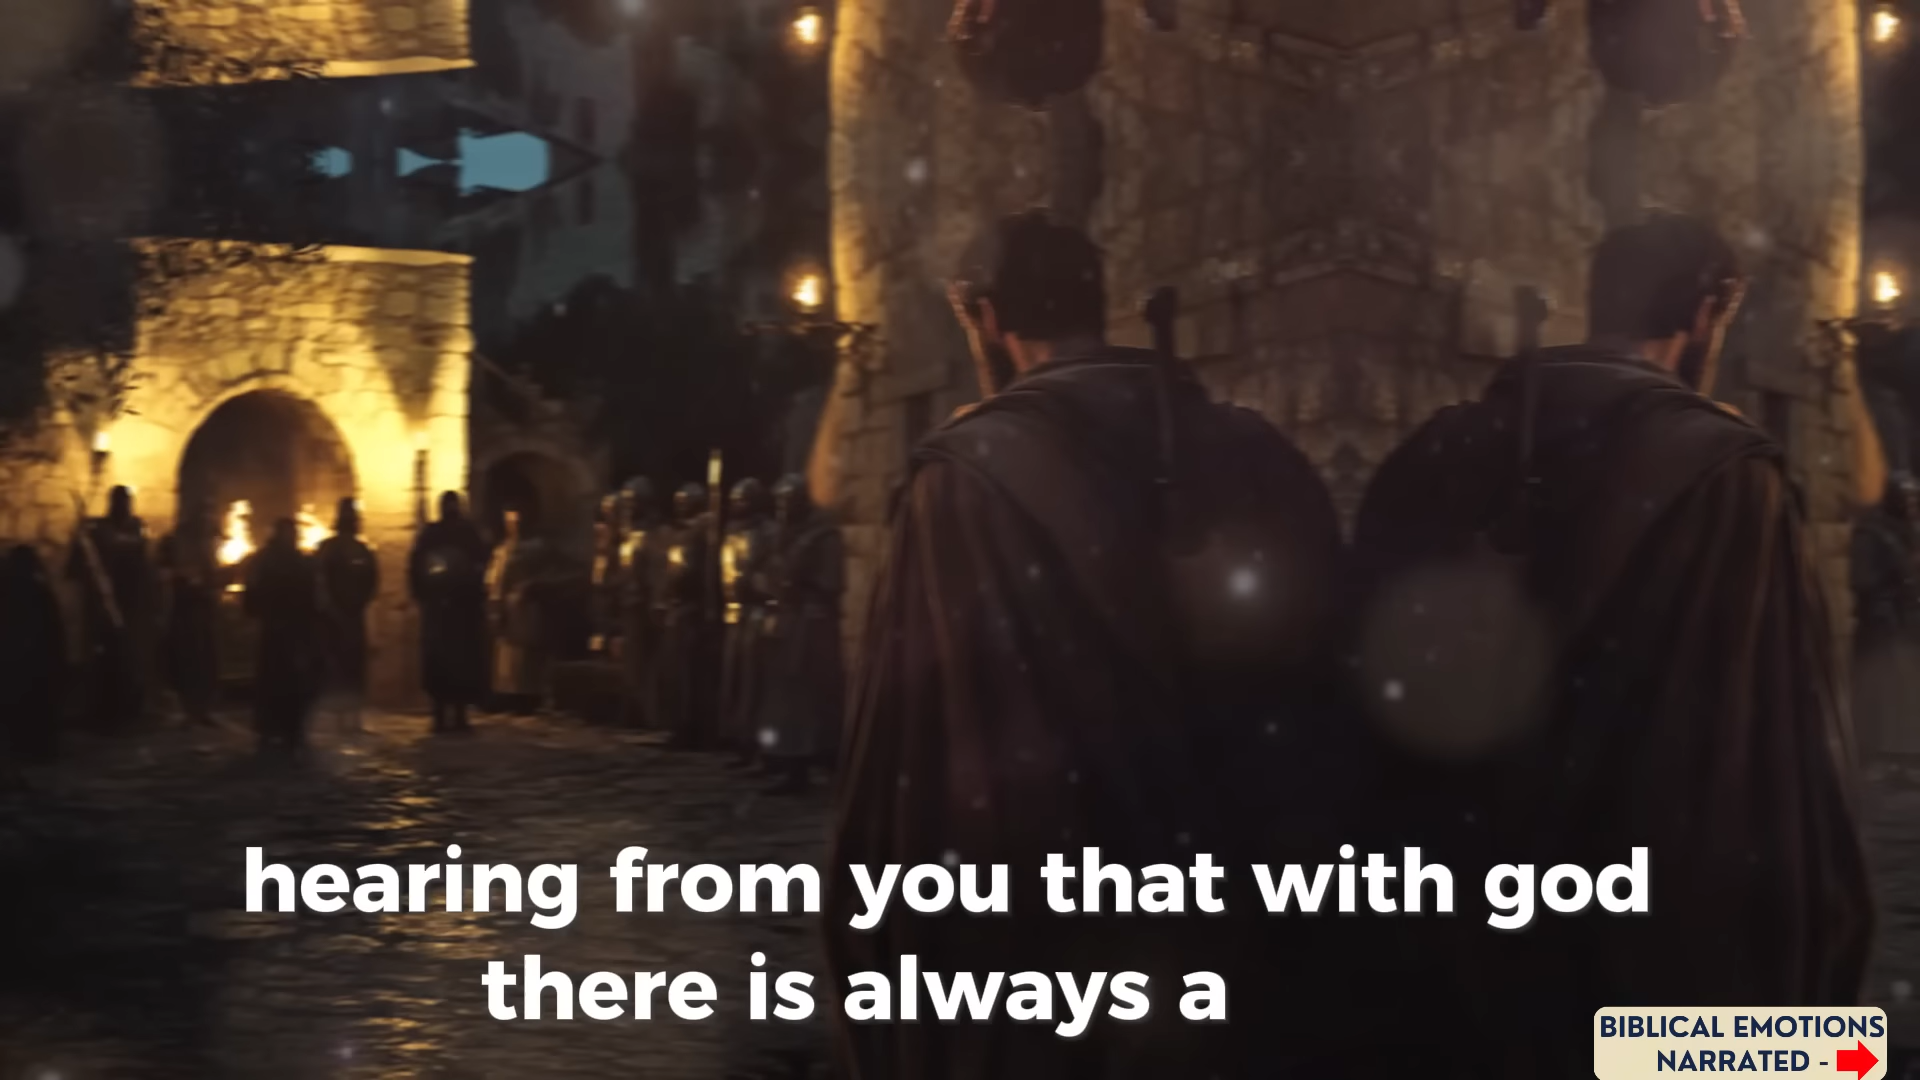 hearing from you that with god
there is always a
BIBLICAL EMOTIONS
NARRATED -